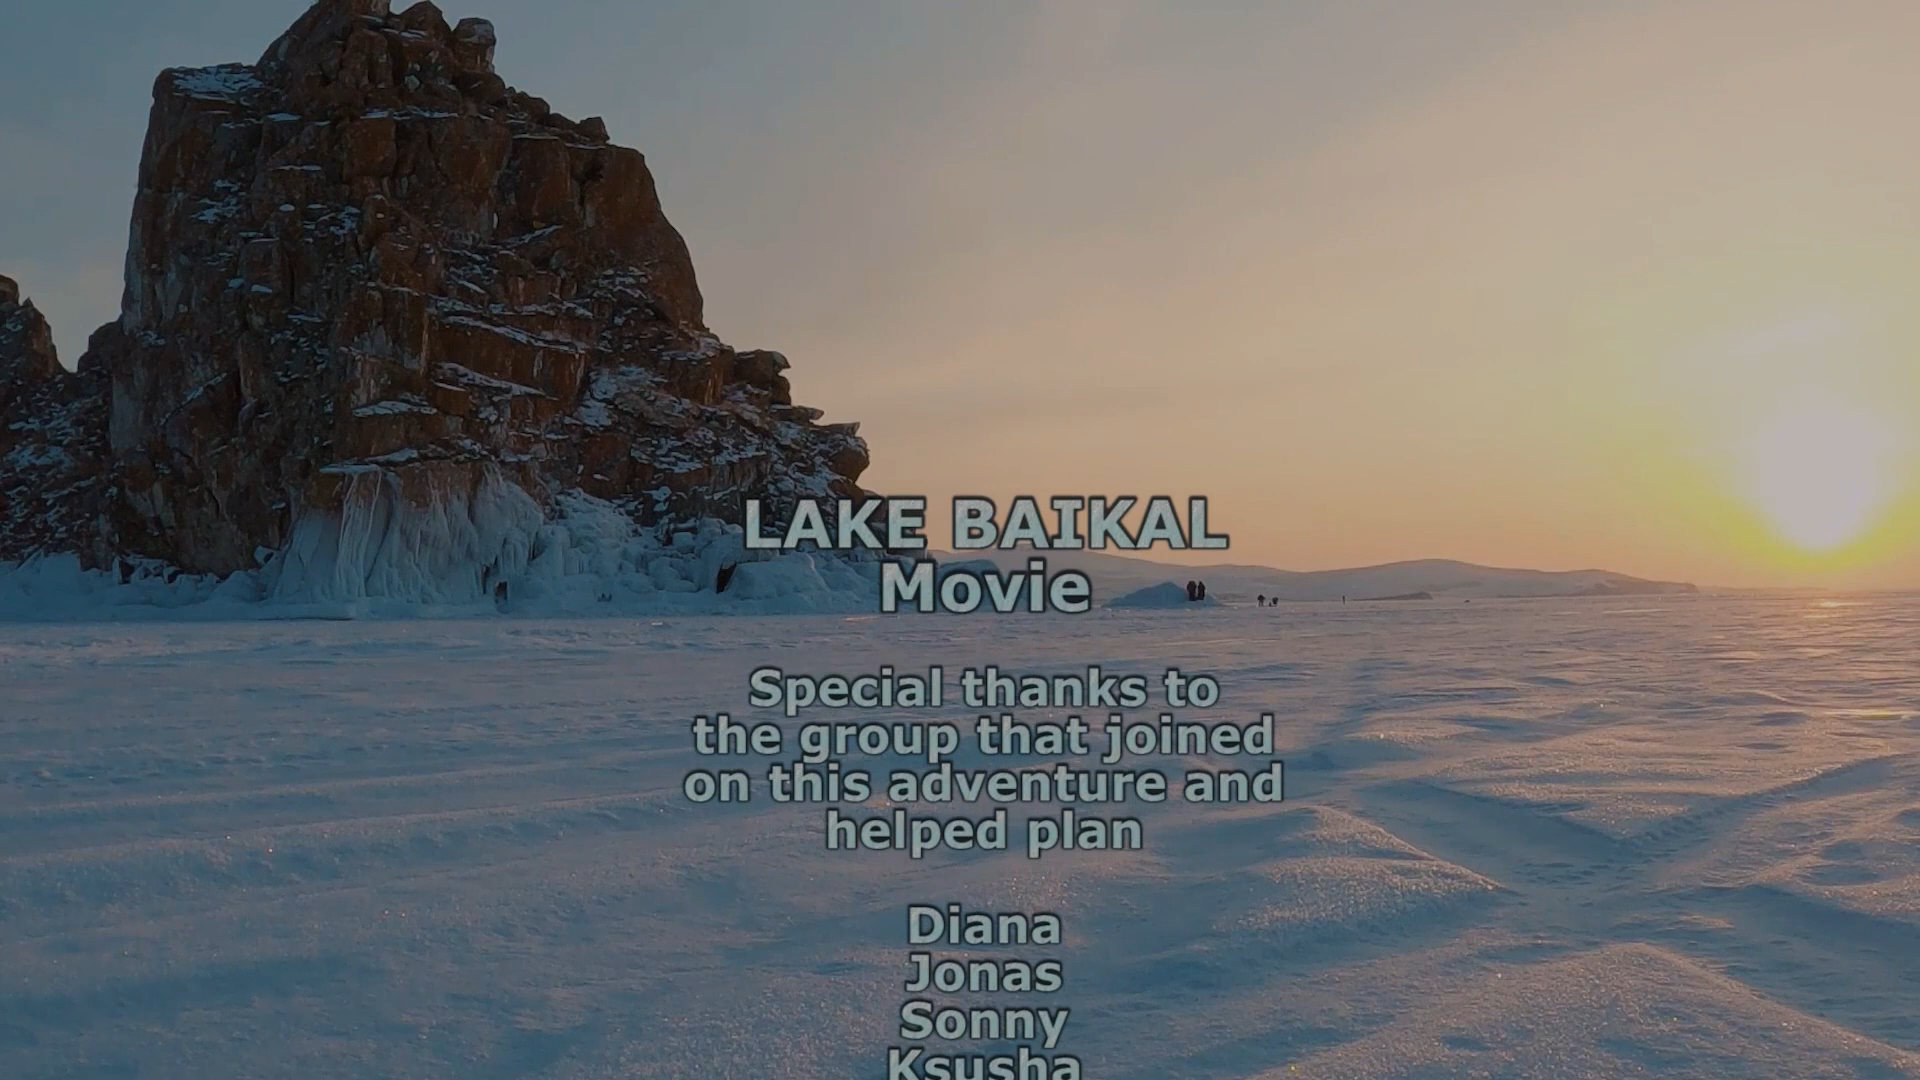 LAKE BAIKAL
Movie
Special thanks to
the group that joined
on this adventure and
helped plan
Diana
Jonas
Sonny
Ksusha